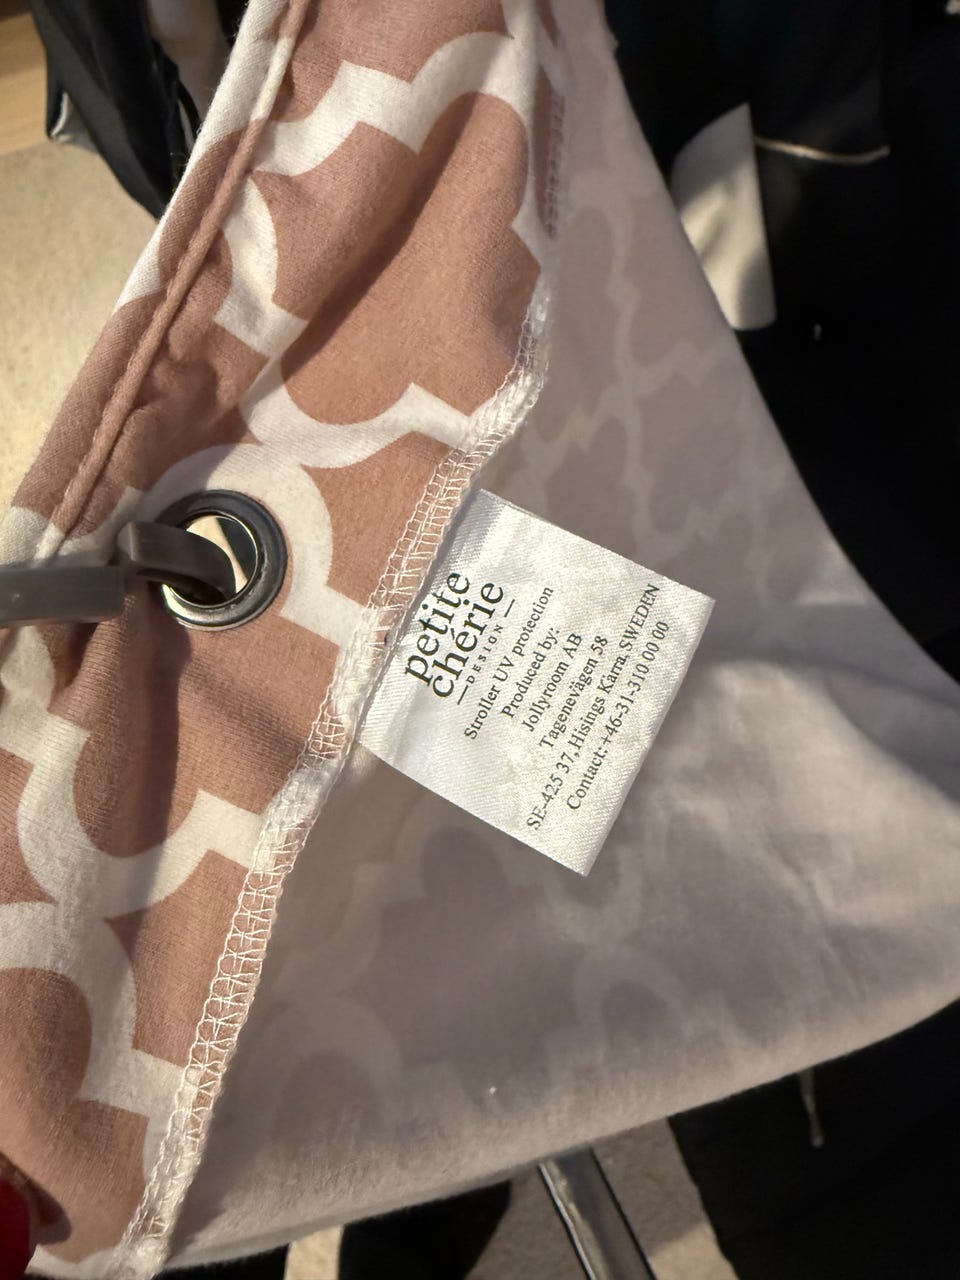 petite
chérie
DESIGN
Stroller UV protection
Produced by:
Jollyroom AB
Tagenevägen 58
SE-425 37, Hisings Kärra, SWEDEN
Contact: +46-31-310 00 00